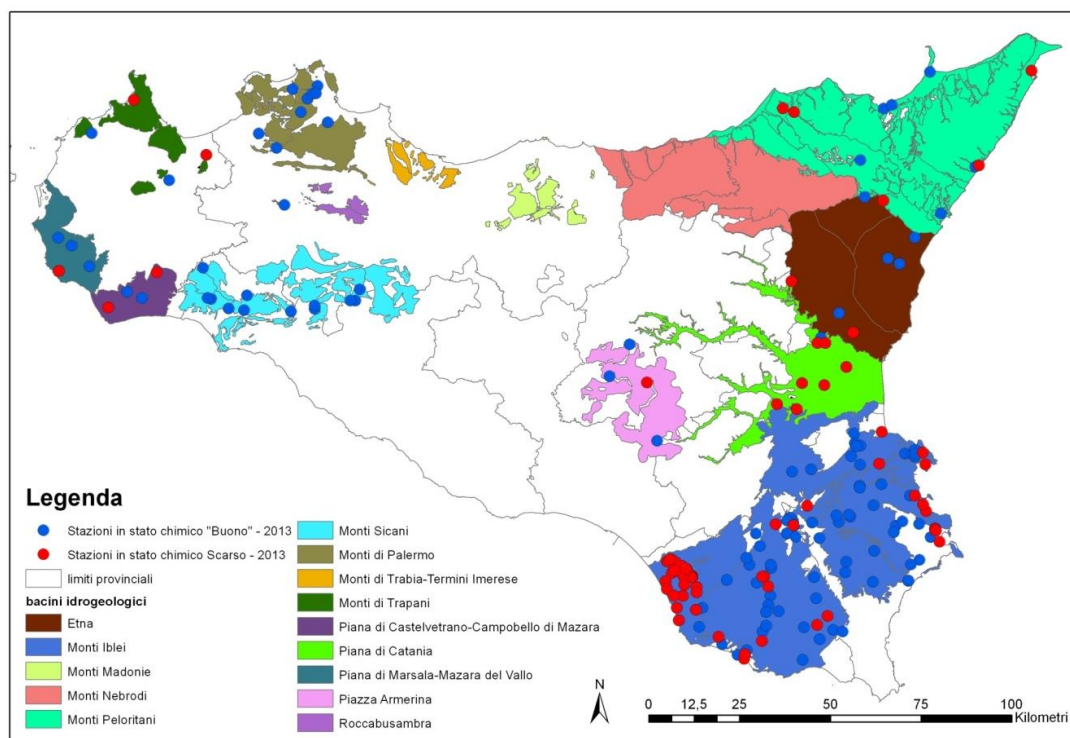 Legenda
Stazioni in stato chimico "Buono" - 2013
Stazioni in stato chimico Scarso - 2013
limiti provinciali
bacini idrogeologici
Etna
Monti Iblei
Monti Madonie
Monti Nebrodi
Monti Peloritani
Monti Sicani
Monti di Palermo
Monti di Trabia-Termini Imerese
Monti di Trapani
Piana di Castelvetrano-Campobello di Mazara
Piana di Catania
Piana di Marsala-Mazara del Vallo
Piazza Armerina
Roccabusambra
N
0 12,5 25 50 75 100
Kilometri